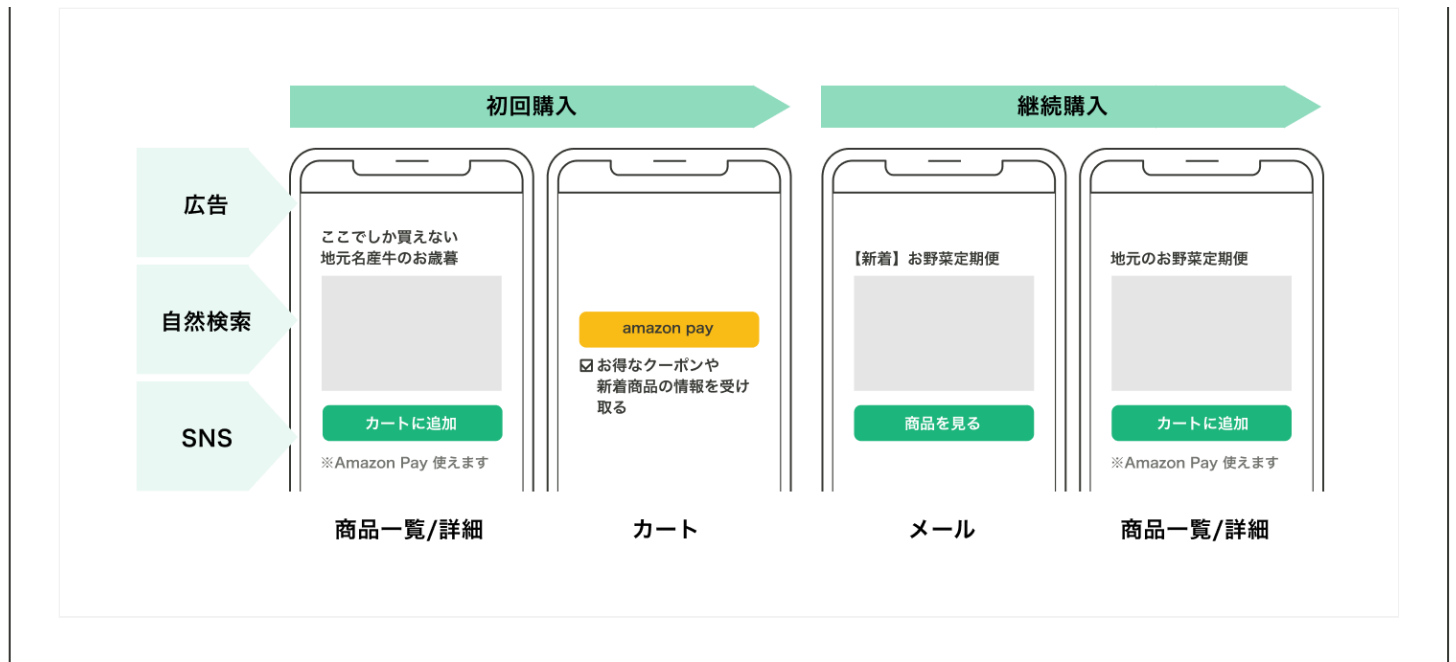 初回購入
継続購入
広告
自然検索
SNS
ここでしか買えない
地元名産牛のお歳暮
カートに追加
※Amazon Pay 使えます
商品一覧/詳細
amazon pay
お得なクーポンや
新着商品の情報を受け
取る
カート
【新着】お野菜定期便
商品を見る
メール
地元のお野菜定期便
カートに追加
※Amazon Pay 使えます
商品一覧/詳細